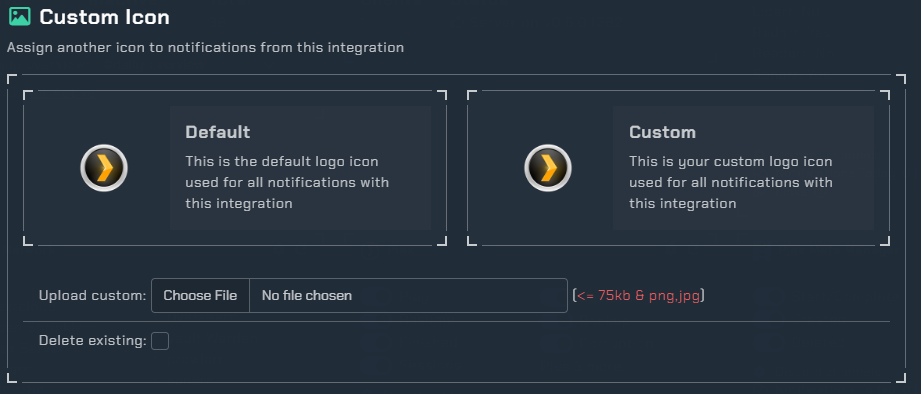 Custom Icon
Assign another icon to notifications from this integration
Default
This is the default logo icon
used for all notifications with
this integration
Custom
This is your custom logo icon
used for all notifications with
this integration
Upload custom: Choose File No file chosen (<= 75kb & png,jpg)
Delete existing: